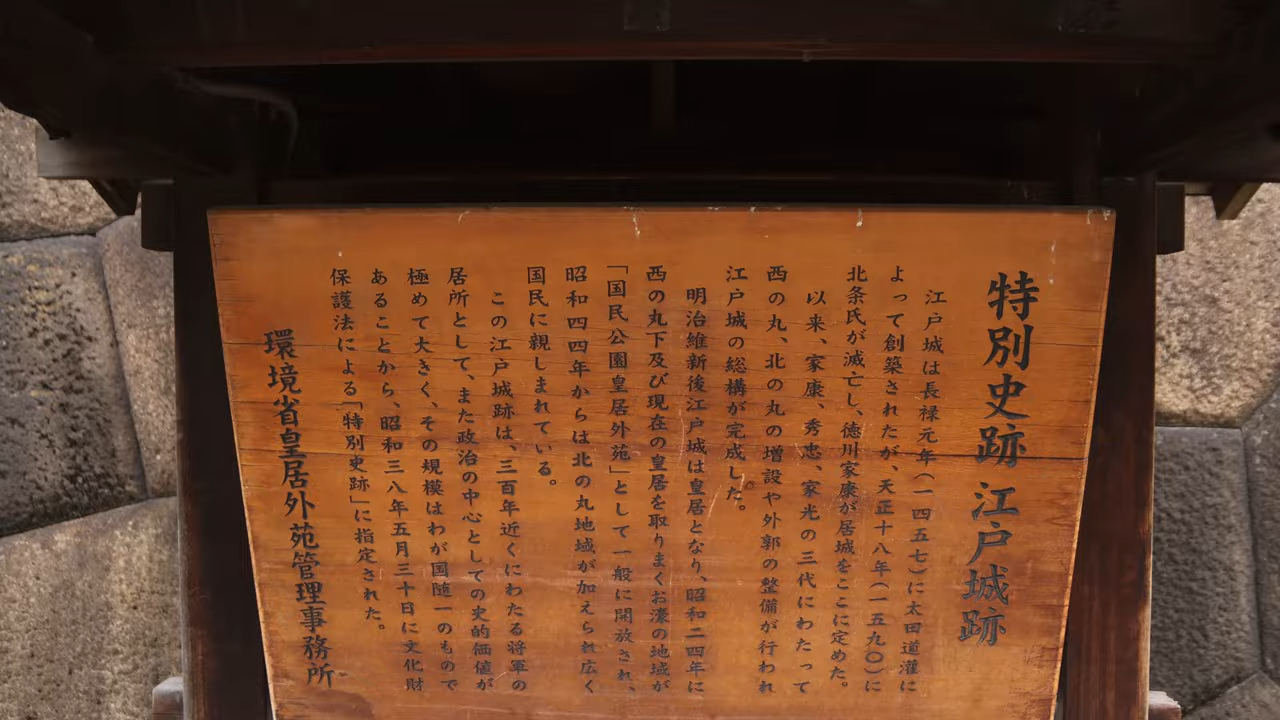 特別史跡 江戸城跡
江戸城は長禄元年(一四五七)に太田道灌に
よって創築されたが、天正十八年(一五九〇)に
北条氏が滅亡し、徳川家康が居城をここに定めた。
以来、家康、秀忠、家光の三代にわたって
西の丸、北の丸の増設や外郭の整備が行われ
江戸城の総構が完成した。
明治維新後江戸城は皇居となり、昭和二四年に
西の丸下及び現在の皇居を取りまくお濠の地域が
「国民公園皇居外苑」として一般に開放され、
昭和四四年からは北の丸地域が加えられ広く
国民に親しまれている。
この江戸城跡は、三百年近くにわたる将軍の
居所として、また政治の中心としての史的価値が
極めて大きく、その規模はわが国随一のもので
あることから、昭和三八年五月三十日に文化財
保護法による「特別史跡」に指定された。
環境省皇居外苑管理事務所